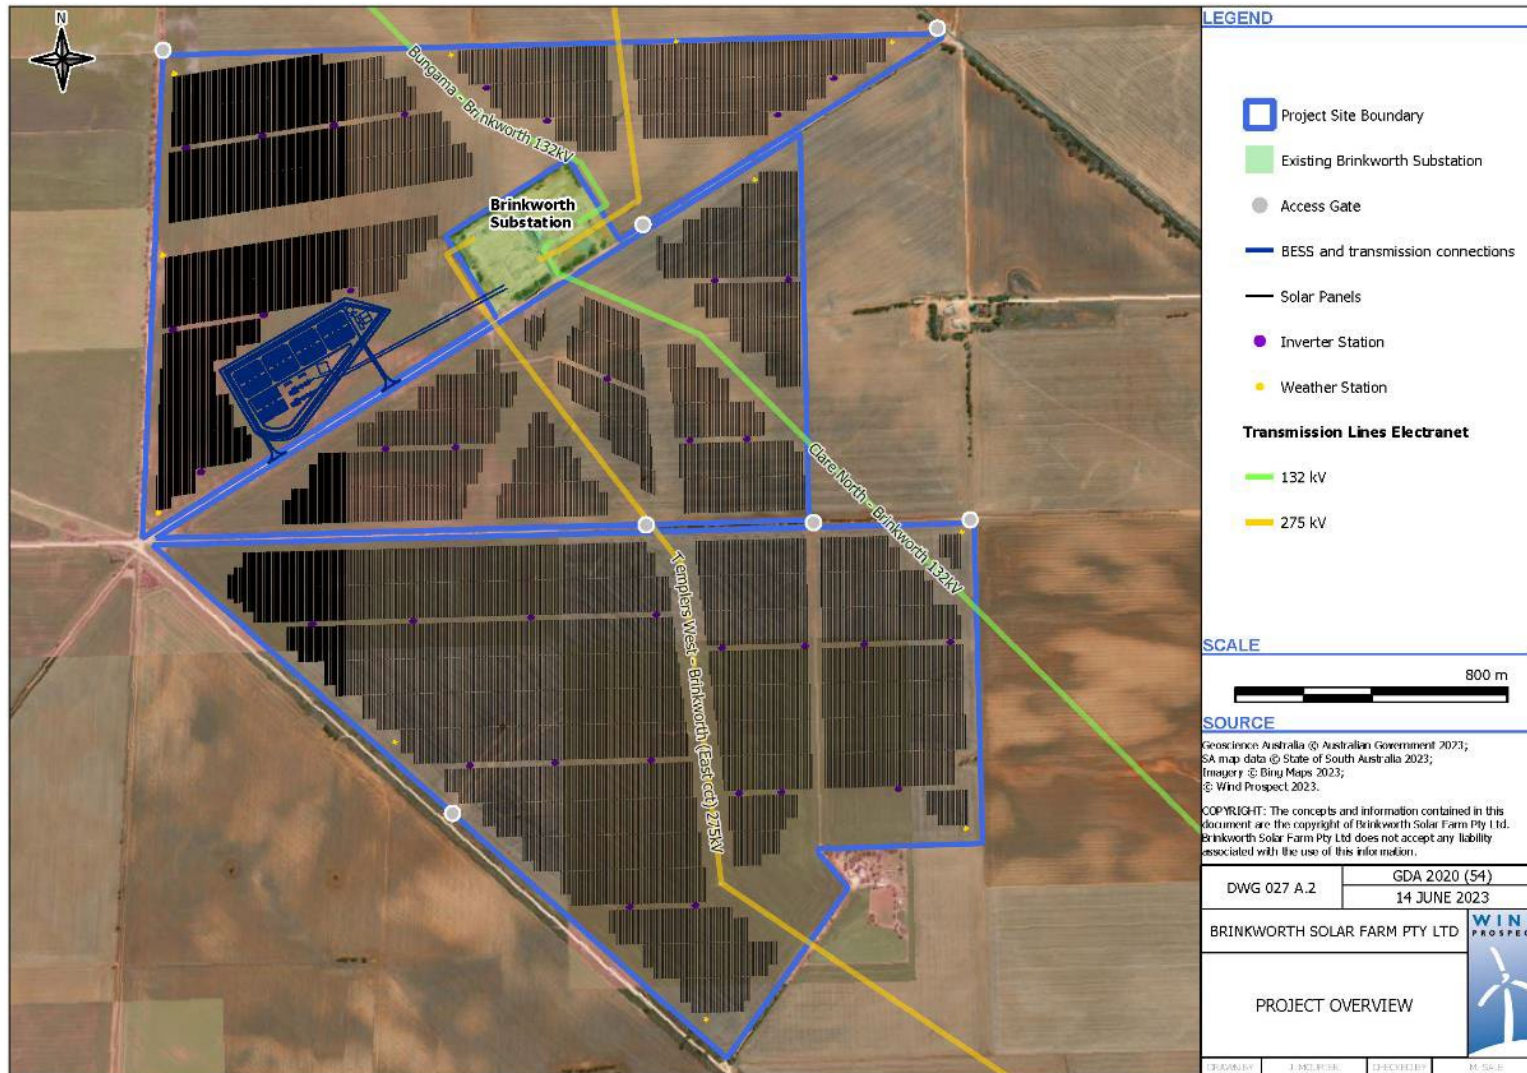 N
Bungama - Brinkworth 132kV
Brinkworth
Substation
Clare North - Brinkworth 132kV
Templers West - Brinkworth (East cct) 275kV
LEGEND
Project Site Boundary
Existing Brinkworth Substation
Access Gate
BESS and transmission connections
Solar Panels
Inverter Station
Weather Station
Transmission Lines Electranet
132 kV
275 kV
SCALE
800 m
SOURCE
Geoscience Australia © Australian Government 2023;
SA map data © State of South Australia 2023;
Imagery © Bing Maps 2023;
© Wind Prospect 2023.
COPYRIGHT: The concepts and information contained in this
document are the copyright of Brinkworth Solar Farm Pty Ltd.
Brinkworth Solar Farm Pty Ltd does not accept any liability
associated with the use of this information.
DWG 027 A.2
GDA 2020 (54)
14 JUNE 2023
BRINKWORTH SOLAR FARM PTY LTD
WIN
PROSPEC
PROJECT OVERVIEW
DRAWN BY
CHECKED BY